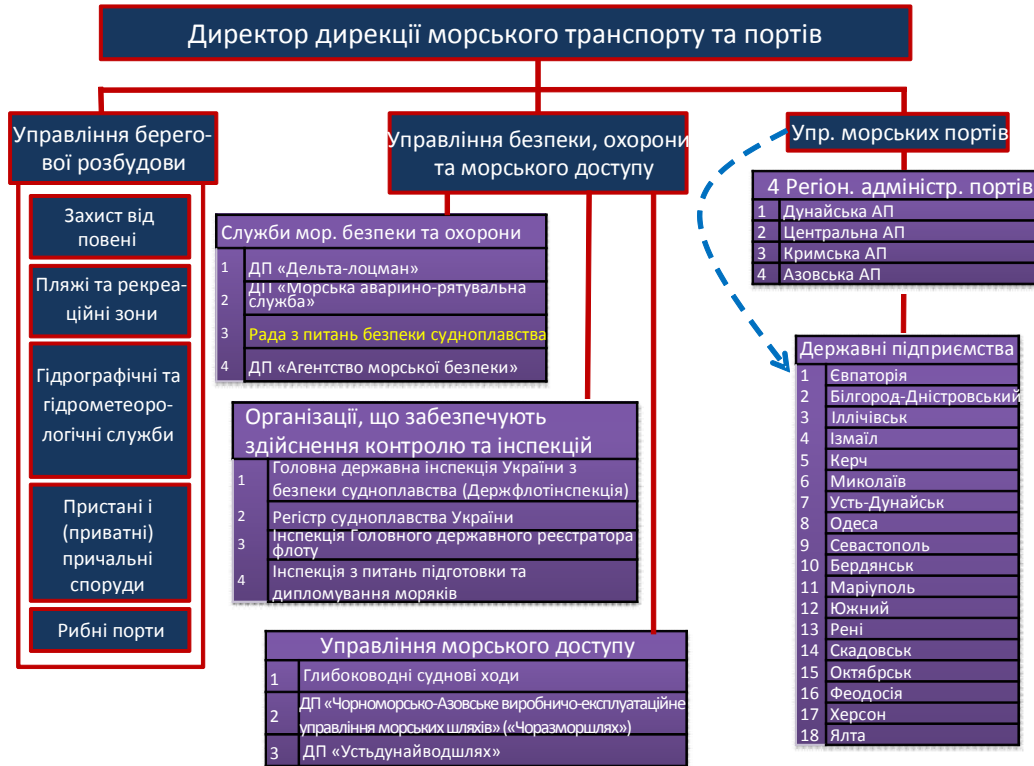 Директор дирекції морського транспорту та портів
Управління берего-
вої розбудови
Захист від
повені
Пляжі та рекреа-
ційні зони
Гідрографічні та
гідрометеоро-
логічні служби
Пристані і
(приватні)
причальні
споруди
Рибні порти
Управління безпеки, охорони
та морського доступу
Служби мор. безпеки та охорони
1 ДП «Дельта-лоцман»
2 ДП «Морська аварійно-рятувальна
служба»
3 Рада з питань безпеки судноплавства
4 ДП «Агентство морської безпеки»
Організації, що забезпечують
здійснення контролю та інспекцій
1 Головна державна інспекція України з
безпеки судноплавства (Держфлотінспекція)
2 Регістр судноплавства України
3 Інспекція Головного державного реєстратора
флоту
4 Інспекція з питань підготовки та
дипломування моряків
Управління морського доступу
1 Глибоководні суднові ходи
2 ДП «Чорноморсько-Азовське виробничо-експлуатаційне
управління морських шляхів» («Чоразморшлях»)
3 ДП «Устьдунайводшлях»
Упр. морських портів
4 Регіон. адміністр. портів
1 Дунайська АП
2 Центральна АП
3 Кримська АП
4 Азовська АП
Державні підприємства
1 Євпаторія
2 Білгород-Дністровський
3 Іллічівськ
4 Ізмаїл
5 Керч
6 Миколаїв
7 Усть-Дунайськ
8 Одеса
9 Севастополь
10 Бердянськ
11 Маріуполь
12 Южний
13 Рені
14 Скадовськ
15 Октябрськ
16 Феодосія
17 Херсон
18 Ялта